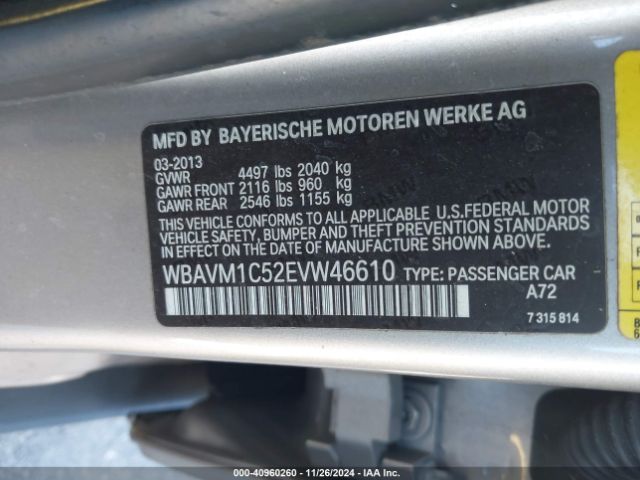 MFD BY BAYERISCHE MOTOREN WERKE AG
03-2013
GVWR 4497 lbs 2040 kg
GAWR FRONT 2116 lbs 960 kg
GAWR REAR 2546 lbs 1155 kg
THIS VEHICLE CONFORMS TO ALL APPLICABLE U.S.FEDERAL MOTOR
VEHICLE SAFETY, BUMPER, AND THEFT PREVENTION STANDARDS
IN EFFECT ON THE DATE OF MANUFACTURE SHOWN ABOVE.
WBAVM1C52EVW46610 TYPE: PASSENGER CAR
A72
7 315 814
000-40960260 - 11/26/2024 - IAA Inc.